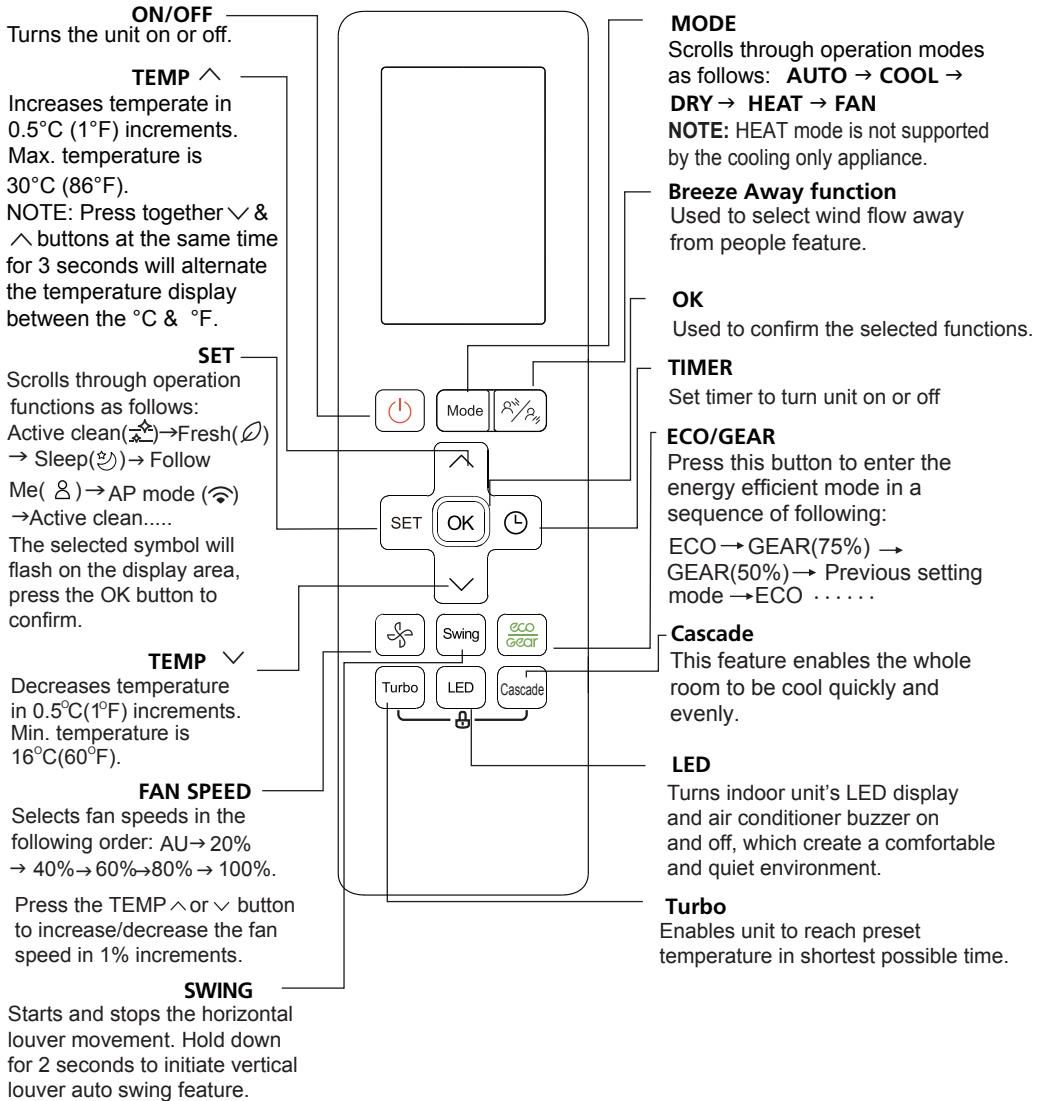 ON/OFF
Turns the unit on or off.
TEMP ∧
Increases temperate in
0.5°C (1°F) increments.
Max. temperature is
30°C (86°F).
NOTE: Press together ∨ &
∧ buttons at the same time
for 3 seconds will alternate
the temperature display
between the °C & °F.
SET
Scrolls through operation
functions as follows:
Active clean( )→Fresh( )
→ Sleep( ) → Follow
Me( ) → AP mode ( )
→Active clean.....
The selected symbol will
flash on the display area,
press the OK button to
confirm.
TEMP ∨
Decreases temperature
in 0.5°C(1°F) increments.
Min. temperature is
16°C(60°F).
FAN SPEED
Selects fan speeds in the
following order: AU→ 20%
→ 40%→60%→80%→ 100%.
Press the TEMP ∧ or ∨ button
to increase/decrease the fan
speed in 1% increments.
SWING
Starts and stops the horizontal
louver movement. Hold down
for 2 seconds to initiate vertical
louver auto swing feature.
Mode
SET
OK
Swing
eco
Gear
Turbo
LED
Cascade
MODE
Scrolls through operation modes
as follows: AUTO → COOL →
DRY → HEAT → FAN
NOTE: HEAT mode is not supported
by the cooling only appliance.
Breeze Away function
Used to select wind flow away
from people feature.
OK
Used to confirm the selected functions.
TIMER
Set timer to turn unit on or off
ECO/GEAR
Press this button to enter the
energy efficient mode in a
sequence of following:
ECO → GEAR(75%) →
GEAR(50%)→ Previous setting
mode →ECO ······
Cascade
This feature enables the whole
room to be cool quickly and
evenly.
LED
Turns indoor unit's LED display
and air conditioner buzzer on
and off, which create a comfortable
and quiet environment.
Turbo
Enables unit to reach preset
temperature in shortest possible time.